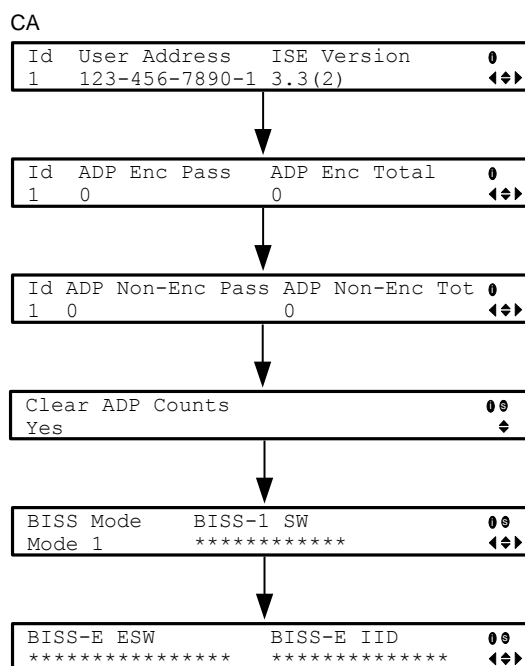 CA
Id User Address ISE Version
1 123-456-7890-1 3.3(2)
Id ADP Enc Pass ADP Enc Total
1 0 0
Id ADP Non-Enc Pass ADP Non-Enc Tot
1 0 0
Clear ADP Counts
Yes
BISS Mode BISS-1 SW
Mode 1 ************
BISS-E ESW BISS-E IID
**************** **************